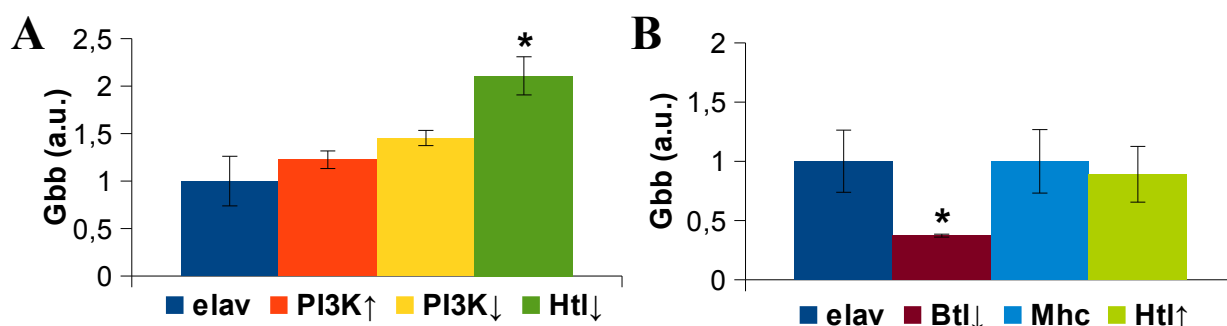 A
Gbb (a.u.)
2,5
2
1,5
1
0,5
0
*
elav PI3K↑ PI3K↓ Htl↓
B
Gbb (a.u.)
2
1,5
1
0,5
0
*
elav Btl↓ Mhc Htl↑